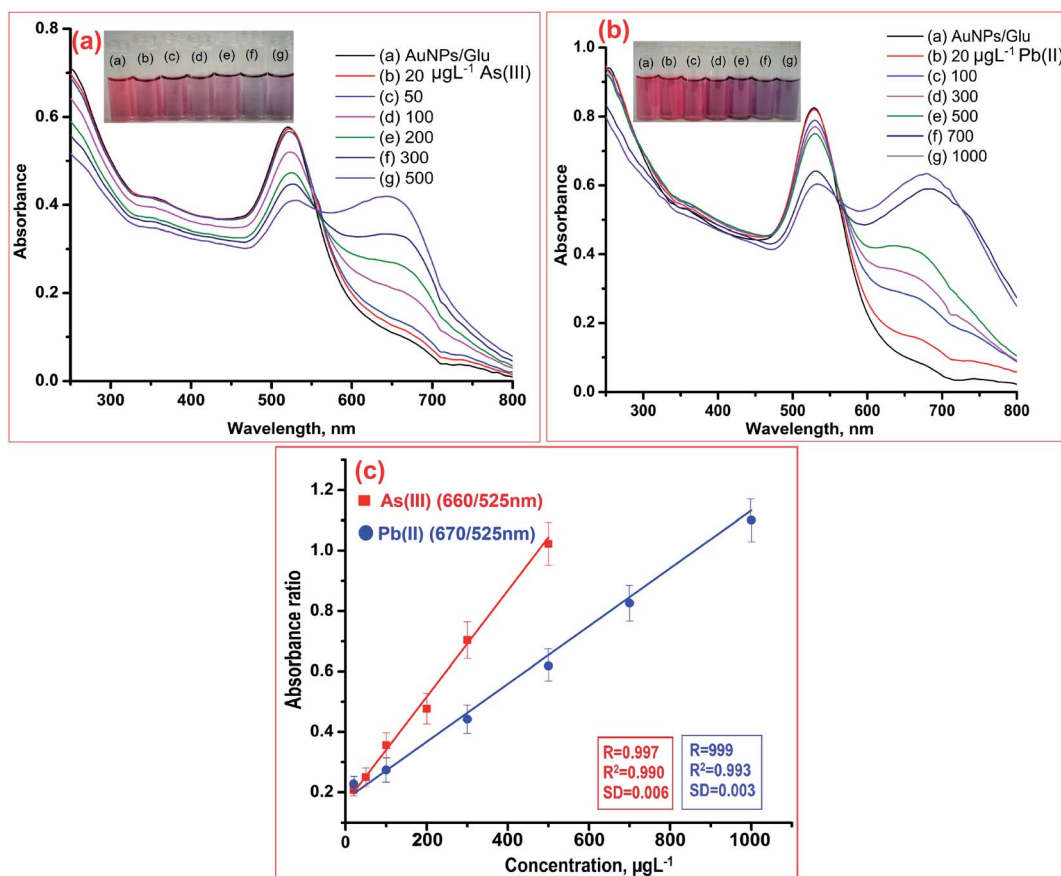 (a)
(a) (b) (c) (d) (e) (f) (g)
(a) AuNPs/Glu
(b) 20 µgL⁻¹ As(III)
(c) 50
(d) 100
(e) 200
(f) 300
(g) 500
Absorbance
0.8
0.6
0.4
0.2
0.0
300 400 500 600 700 800
Wavelength, nm
(b)
(a) (b) (c) (d) (e) (f) (g)
(a) AuNPs/Glu
(b) 20 µgL⁻¹ Pb(II)
(c) 100
(d) 300
(e) 500
(f) 700
(g) 1000
Absorbance
1.0
0.8
0.6
0.4
0.2
0.0
300 400 500 600 700 800
Wavelength, nm
(c)
As(III) (660/525nm)
Pb(II) (670/525nm)
Absorbance ratio
1.2
1.0
0.8
0.6
0.4
0.2
R=0.997
R²=0.990
SD=0.006
R=999
R²=0.993
SD=0.003
0 200 400 600 800 1000
Concentration, µgL⁻¹